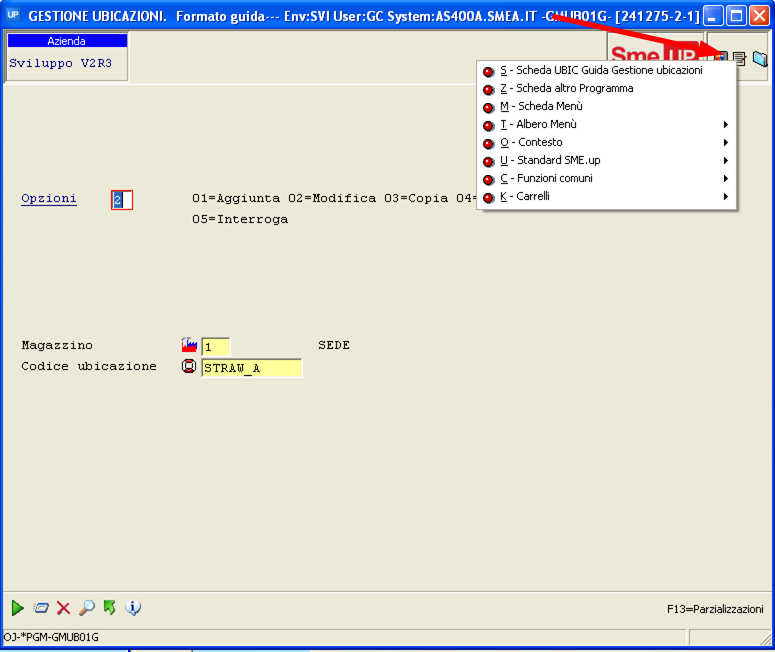 UP GESTIONE UBICAZIONI. Formato guida--- Env:SVI User:GC System:AS400A.SMEA.IT -GMUB01G- [241275-2-1]
Azienda
Sviluppo V2R3
Sme UP
S - Scheda UBIC Guida Gestione ubicazioni
Z - Scheda altro Programma
M - Scheda Menù
T - Albero Menù
O - Contesto
U - Standard SME.up
C - Funzioni comuni
K - Carrelli
Opzioni 2 01=Aggiunta 02=Modifica 03=Copia 04=
05=Interroga
Magazzino 1 SEDE
Codice ubicazione STRAW_A
F13=Parzializzazioni
OJ-*PGM-GMUB01G